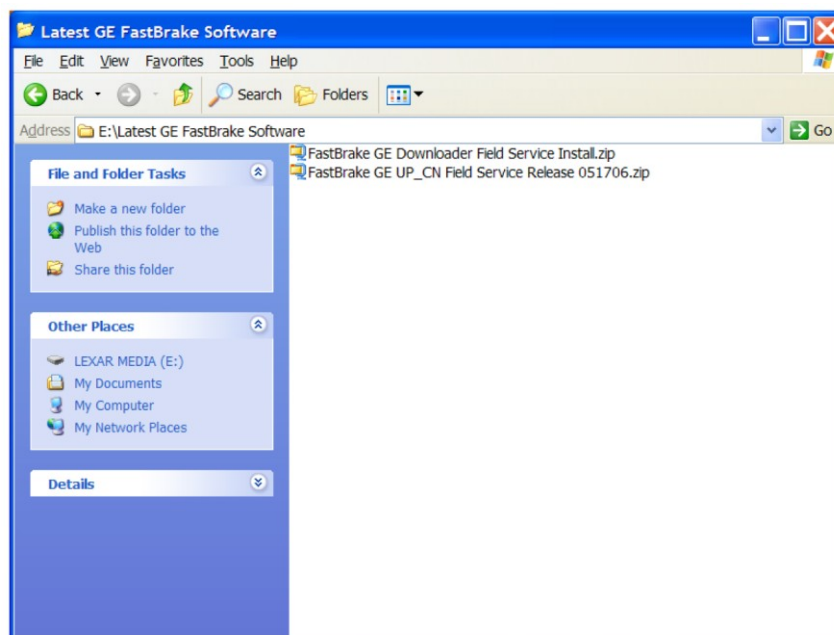 Latest GE FastBrake Software
File Edit View Favorites Tools Help
Back Search Folders
Address E:\Latest GE FastBrake Software Go
File and Folder Tasks
Make a new folder
Publish this folder to the
Web
Share this folder
Other Places
LEXAR MEDIA (E:)
My Documents
My Computer
My Network Places
Details
FastBrake GE Downloader Field Service Install.zip
FastBrake GE UP_CN Field Service Release 051706.zip